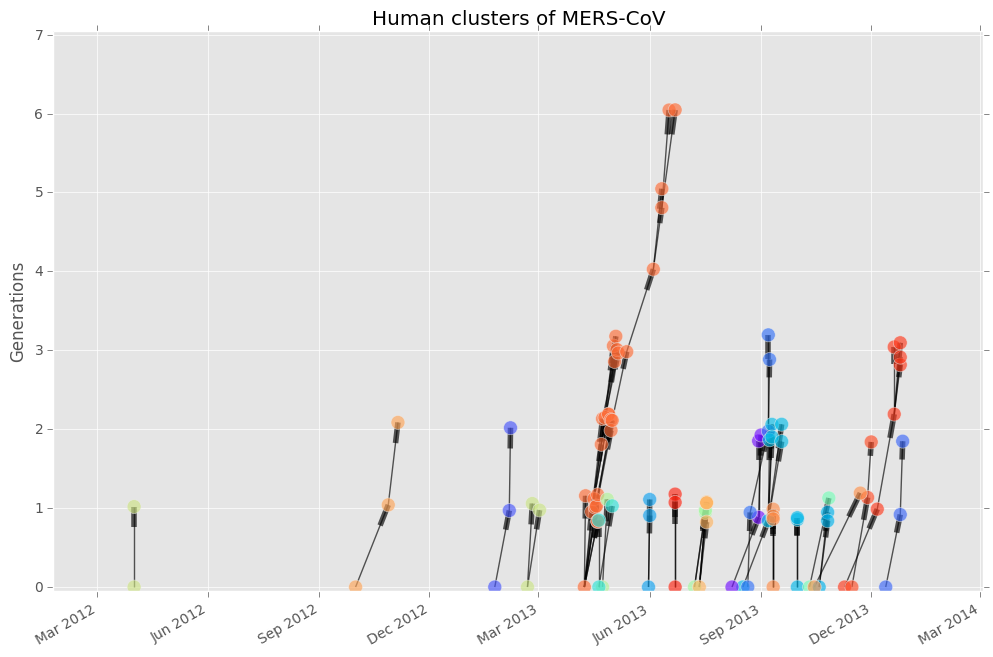 Human clusters of MERS-CoV
7
6
5
4
3
2
1
0
Generations
Mar 2012
Jun 2012
Sep 2012
Dec 2012
Mar 2013
Jun 2013
Sep 2013
Dec 2013
Mar 2014